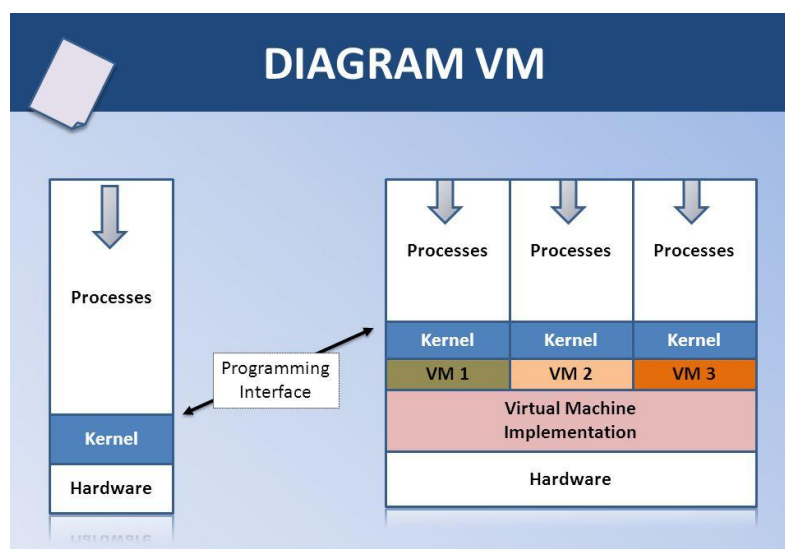 DIAGRAM VM
Processes
Kernel
Hardware
Programming
Interface
Processes
Processes
Processes
Kernel
Kernel
Kernel
VM 1
VM 2
VM 3
Virtual Machine
Implementation
Hardware